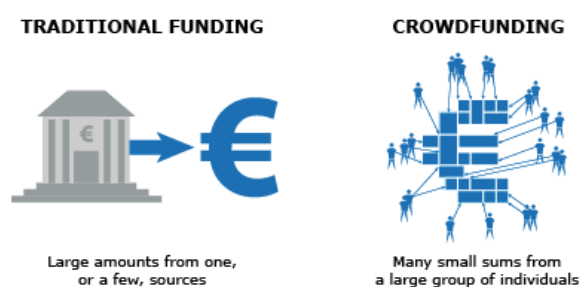 TRADITIONAL FUNDING
€
€
Large amounts from one,
or a few, sources
CROWDFUNDING
Many small sums from
a large group of individuals